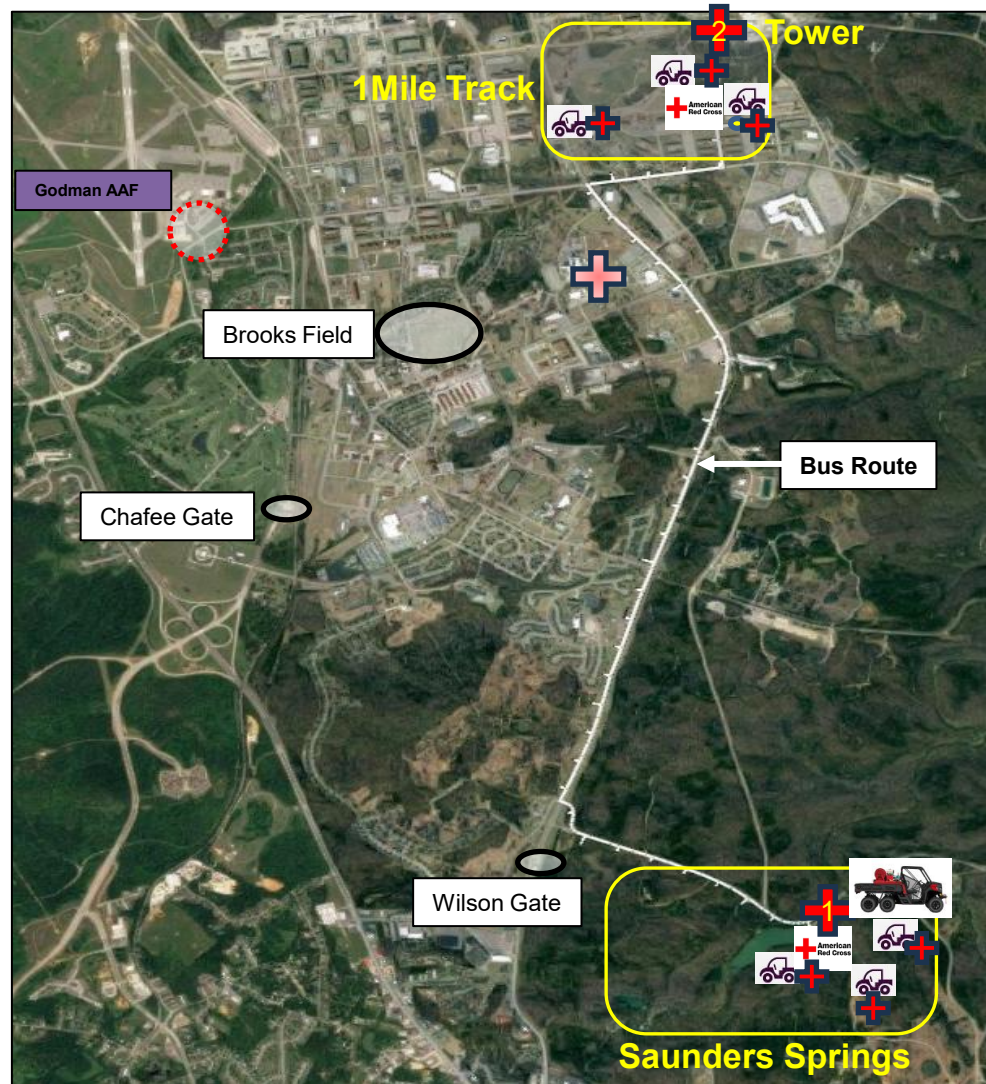 2
Tower
1Mile Track
American
Red Cross
Godman AAF
Brooks Field
Bus Route
Chafee Gate
Wilson Gate
1
American
Red Cross
Saunders Springs